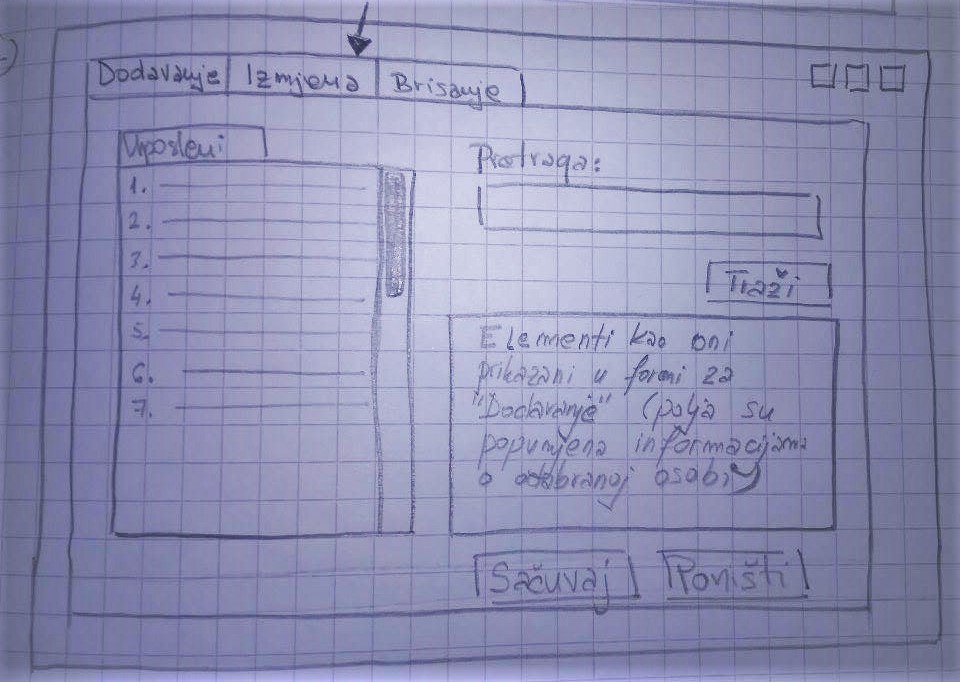 Dodavanje Izmjena Brisanje
Uposleni
Pretraga:
1.
2.
3.
4.
5.
6.
7.
Traži
Elementi kao oni
prikazani u formi za
"Dodavanje" (polja su
popunjena informacijama
o odabranoj osobi)
Sačuvaj Poništi